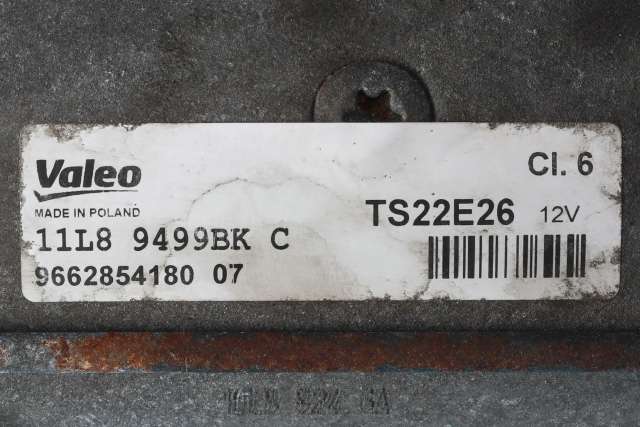 Valeo
Cl. 6
MADE IN POLAND
TS22E26 12V
11L8 9499BK C
9662854180 07